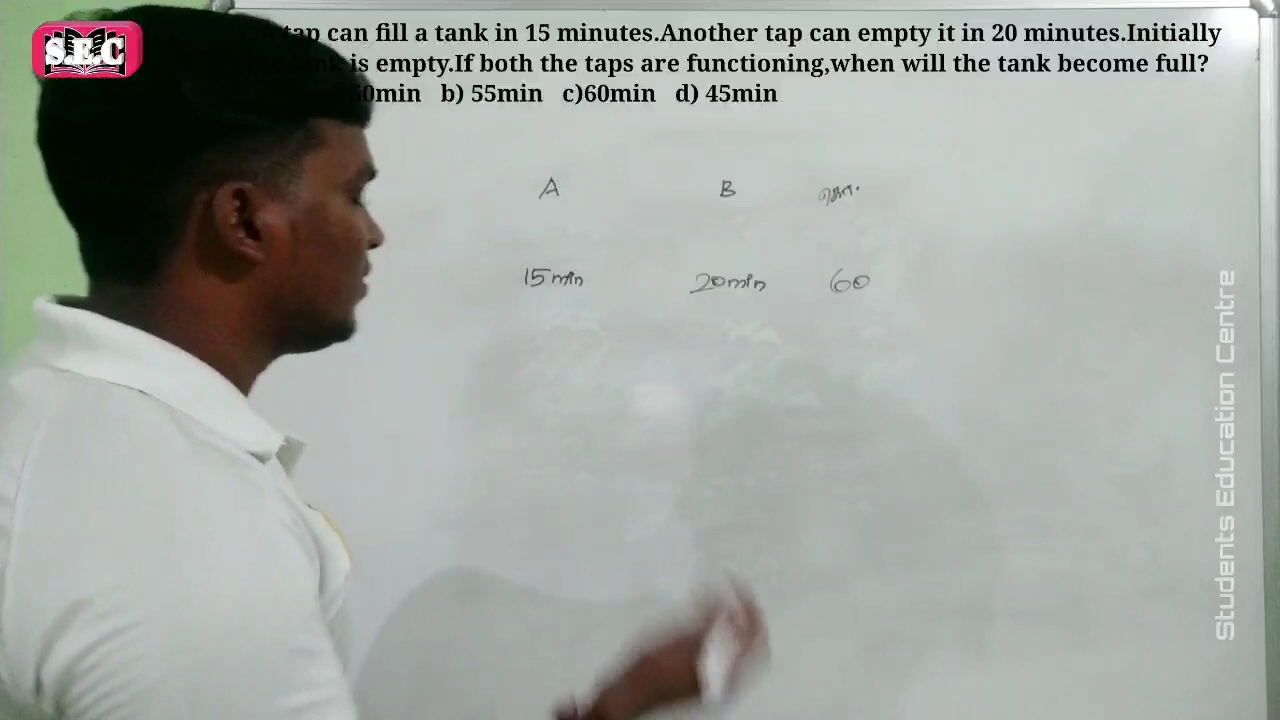 S.E.C
tap can fill a tank in 15 minutes.Another tap can empty it in 20 minutes.Initially
is empty.If both the taps are functioning,when will the tank become full?
50min b) 55min c)60min d) 45min
A B
15min 20min 60
Students Education Centre